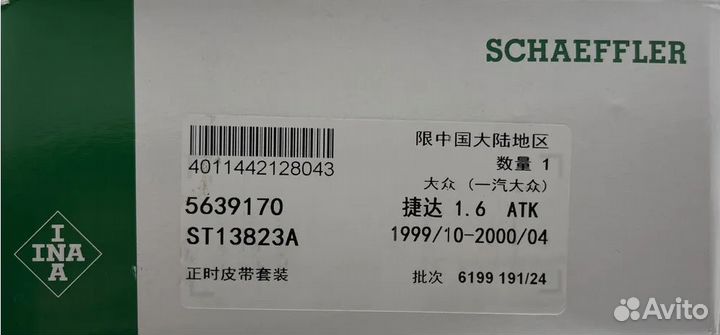 SCHAEFFLER
INA
INA
4011442128043
限中国大陆地区
数量 1
大众 (一汽大众)
5639170
捷达 1.6 ATK
ST13823A
1999/10-2000/04
正时皮带套装
批次 6199 191/24
Avito